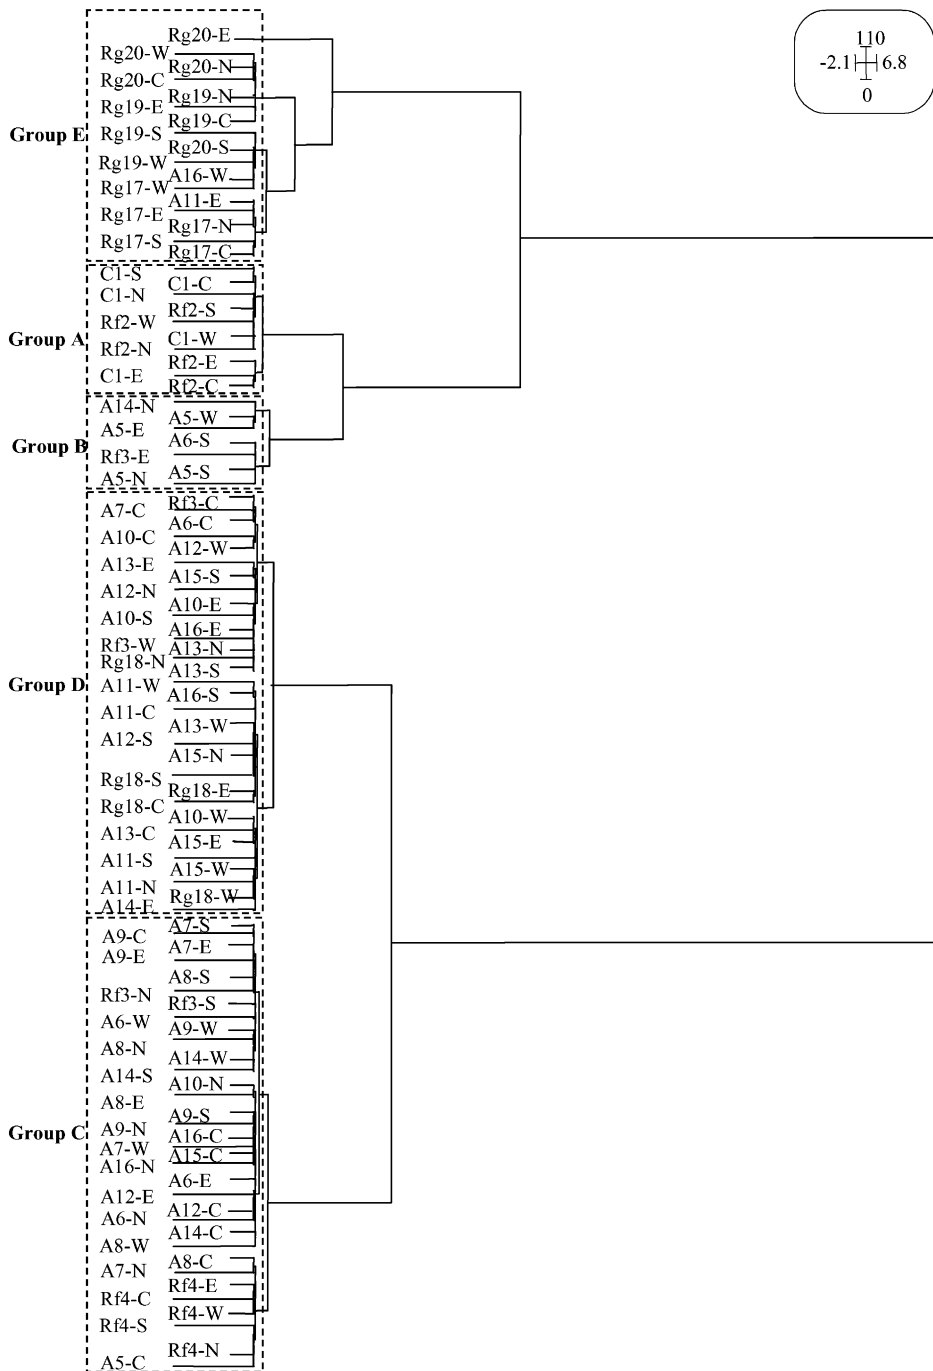 110
-2.1 6.8
0
Group E
Rg20-E
Rg20-W
Rg20-N
Rg20-C
Rg19-N
Rg19-E
Rg19-C
Rg19-S
Rg20-S
Rg19-W
A16-W
Rg17-W
A11-E
Rg17-E
Rg17-N
Rg17-S
Rg17-C
Group A
C1-S
C1-C
C1-N
Rf2-S
Rf2-W
C1-W
Rf2-N
Rf2-E
C1-E
Rf2-C
Group B
A14-N
A5-W
A5-E
A6-S
Rf3-E
A5-S
A5-N
Group D
Rf3-C
A7-C
A6-C
A10-C
A12-W
A13-E
A15-S
A12-N
A10-E
A10-S
A16-E
Rf3-W
A13-N
Rg18-N
A13-S
A11-W
A16-S
A11-C
A13-W
A12-S
A15-N
Rg18-S
Rg18-E
Rg18-C
A10-W
A13-C
A15-E
A11-S
A15-W
A11-N
Rg18-W
A14-E
Group C
A7-S
A9-C
A7-E
A9-E
A8-S
Rf3-N
Rf3-S
A6-W
A9-W
A8-N
A14-W
A14-S
A10-N
A8-E
A9-S
A9-N
A16-C
A7-W
A15-C
A16-N
A6-E
A12-E
A12-C
A6-N
A14-C
A8-W
A8-C
A7-N
Rf4-E
Rf4-C
Rf4-W
Rf4-S
Rf4-N
A5-C